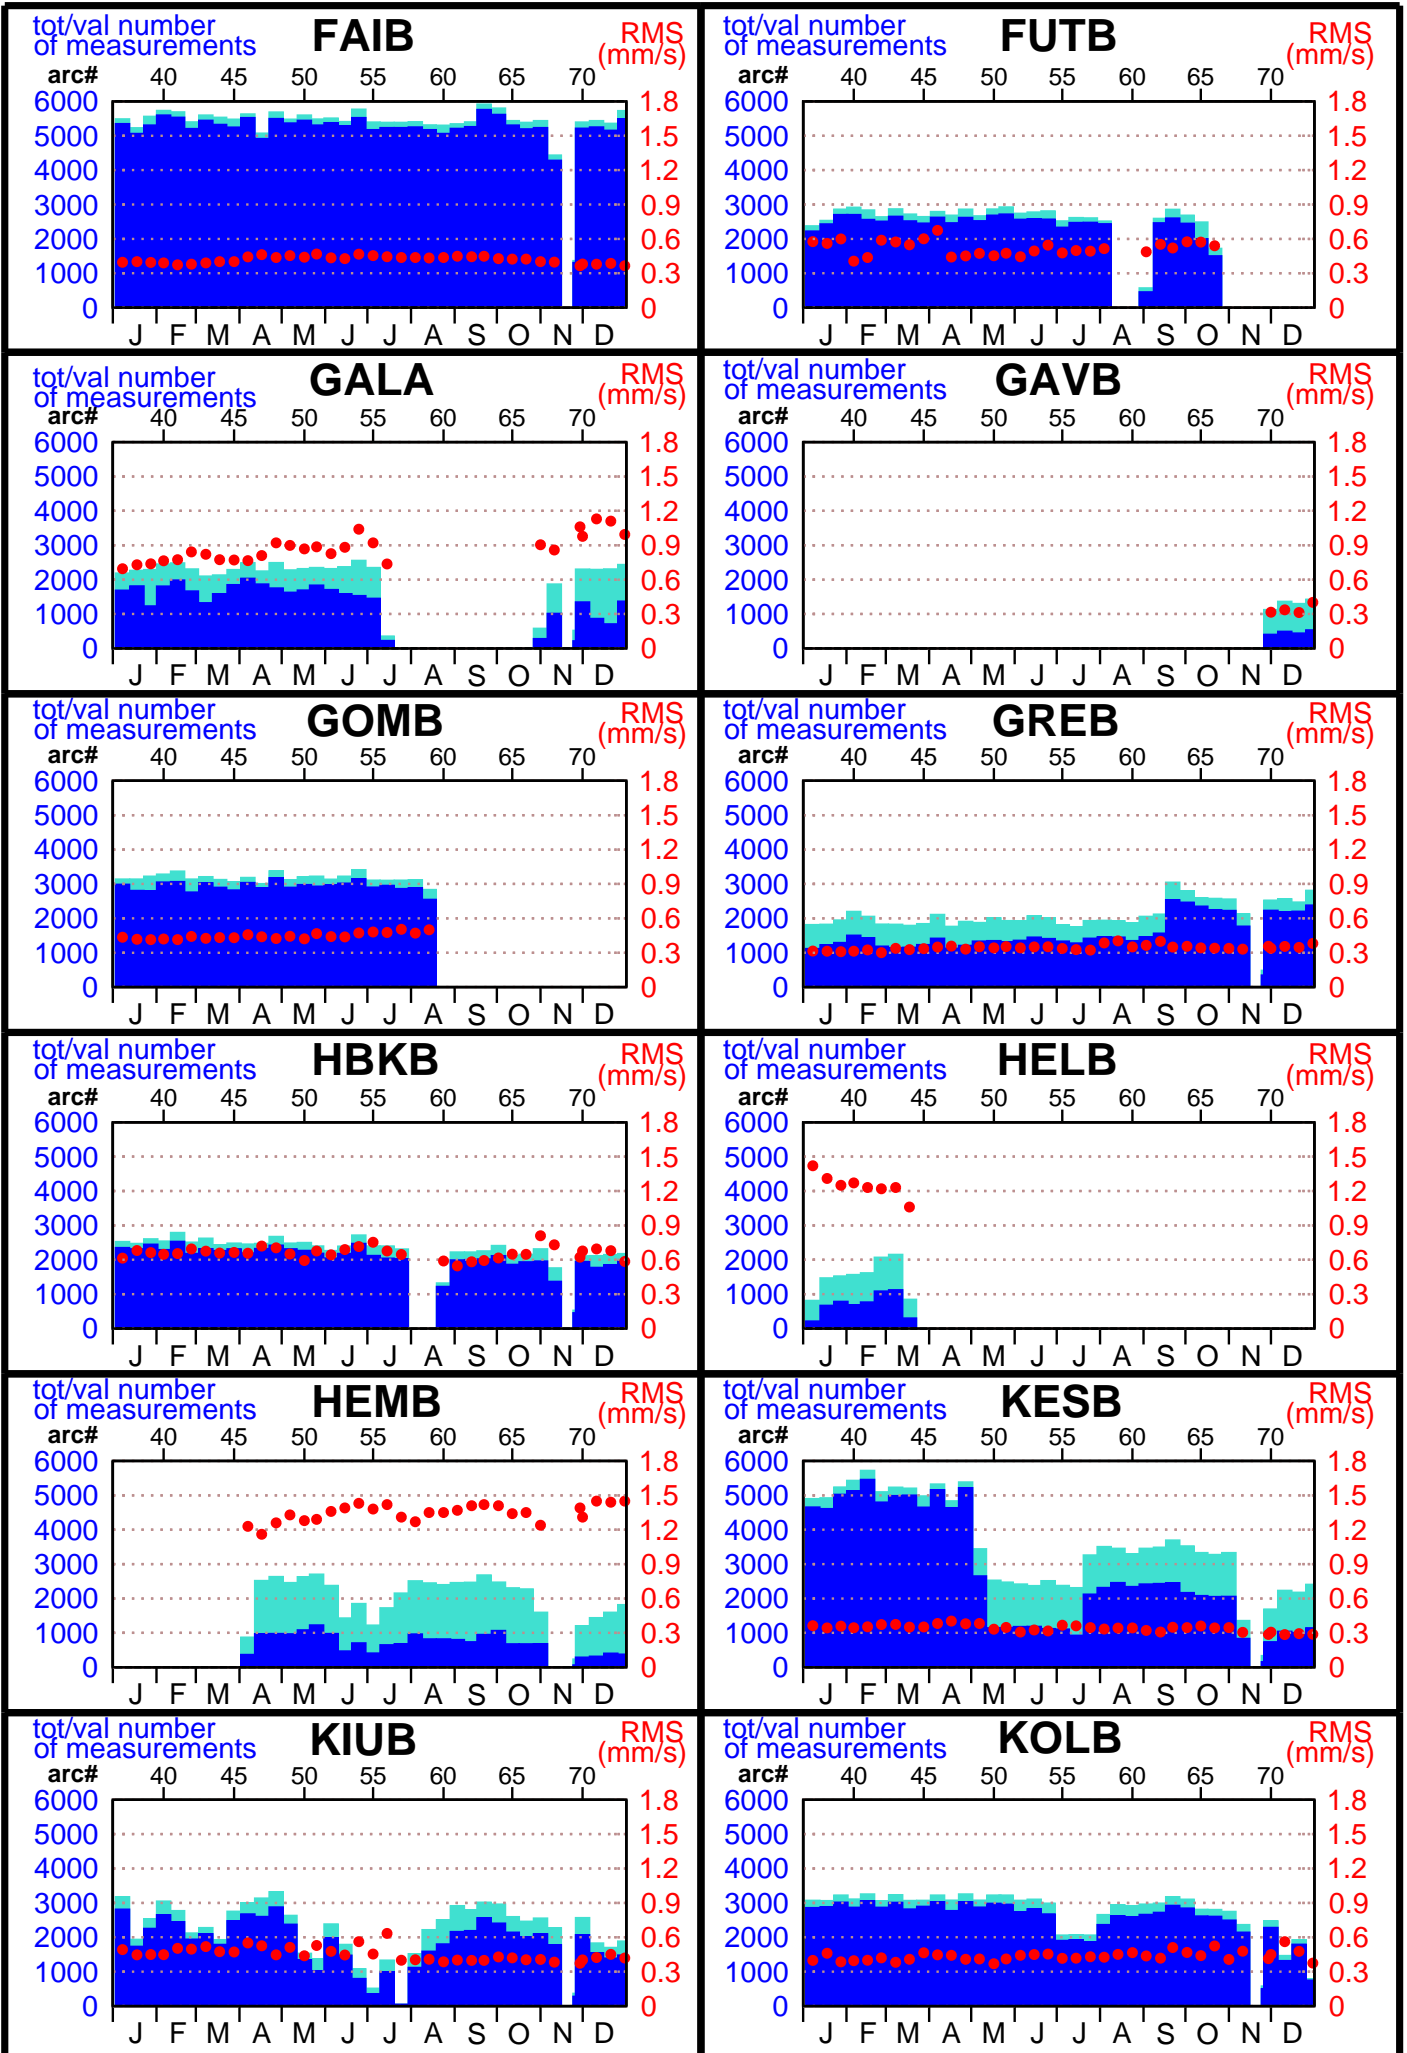 tot/val number
of measurements
FAIB
RMS
(mm/s)
arc# 40 45 50 55 60 65 70
6000 1.8
5000 1.5
4000 1.2
3000 0.9
2000 0.6
1000 0.3
0 0
J F M A M J J A S O N D
tot/val number
of measurements
FUTB
RMS
(mm/s)
arc# 40 45 50 55 60 65 70
6000 1.8
5000 1.5
4000 1.2
3000 0.9
2000 0.6
1000 0.3
0 0
J F M A M J J A S O N D
tot/val number
of measurements
GALA
RMS
(mm/s)
arc# 40 45 50 55 60 65 70
6000 1.8
5000 1.5
4000 1.2
3000 0.9
2000 0.6
1000 0.3
0 0
J F M A M J J A S O N D
tot/val number
of measurements
GAVB
RMS
(mm/s)
arc# 40 45 50 55 60 65 70
6000 1.8
5000 1.5
4000 1.2
3000 0.9
2000 0.6
1000 0.3
0 0
J F M A M J J A S O N D
tot/val number
of measurements
GOMB
RMS
(mm/s)
arc# 40 45 50 55 60 65 70
6000 1.8
5000 1.5
4000 1.2
3000 0.9
2000 0.6
1000 0.3
0 0
J F M A M J J A S O N D
tot/val number
of measurements
GREB
RMS
(mm/s)
arc# 40 45 50 55 60 65 70
6000 1.8
5000 1.5
4000 1.2
3000 0.9
2000 0.6
1000 0.3
0 0
J F M A M J J A S O N D
tot/val number
of measurements
HBKB
RMS
(mm/s)
arc# 40 45 50 55 60 65 70
6000 1.8
5000 1.5
4000 1.2
3000 0.9
2000 0.6
1000 0.3
0 0
J F M A M J J A S O N D
tot/val number
of measurements
HELB
RMS
(mm/s)
arc# 40 45 50 55 60 65 70
6000 1.8
5000 1.5
4000 1.2
3000 0.9
2000 0.6
1000 0.3
0 0
J F M A M J J A S O N D
tot/val number
of measurements
HEMB
RMS
(mm/s)
arc# 40 45 50 55 60 65 70
6000 1.8
5000 1.5
4000 1.2
3000 0.9
2000 0.6
1000 0.3
0 0
J F M A M J J A S O N D
tot/val number
of measurements
KESB
RMS
(mm/s)
arc# 40 45 50 55 60 65 70
6000 1.8
5000 1.5
4000 1.2
3000 0.9
2000 0.6
1000 0.3
0 0
J F M A M J J A S O N D
tot/val number
of measurements
KIUB
RMS
(mm/s)
arc# 40 45 50 55 60 65 70
6000 1.8
5000 1.5
4000 1.2
3000 0.9
2000 0.6
1000 0.3
0 0
J F M A M J J A S O N D
tot/val number
of measurements
KOLB
RMS
(mm/s)
arc# 40 45 50 55 60 65 70
6000 1.8
5000 1.5
4000 1.2
3000 0.9
2000 0.6
1000 0.3
0 0
J F M A M J J A S O N D